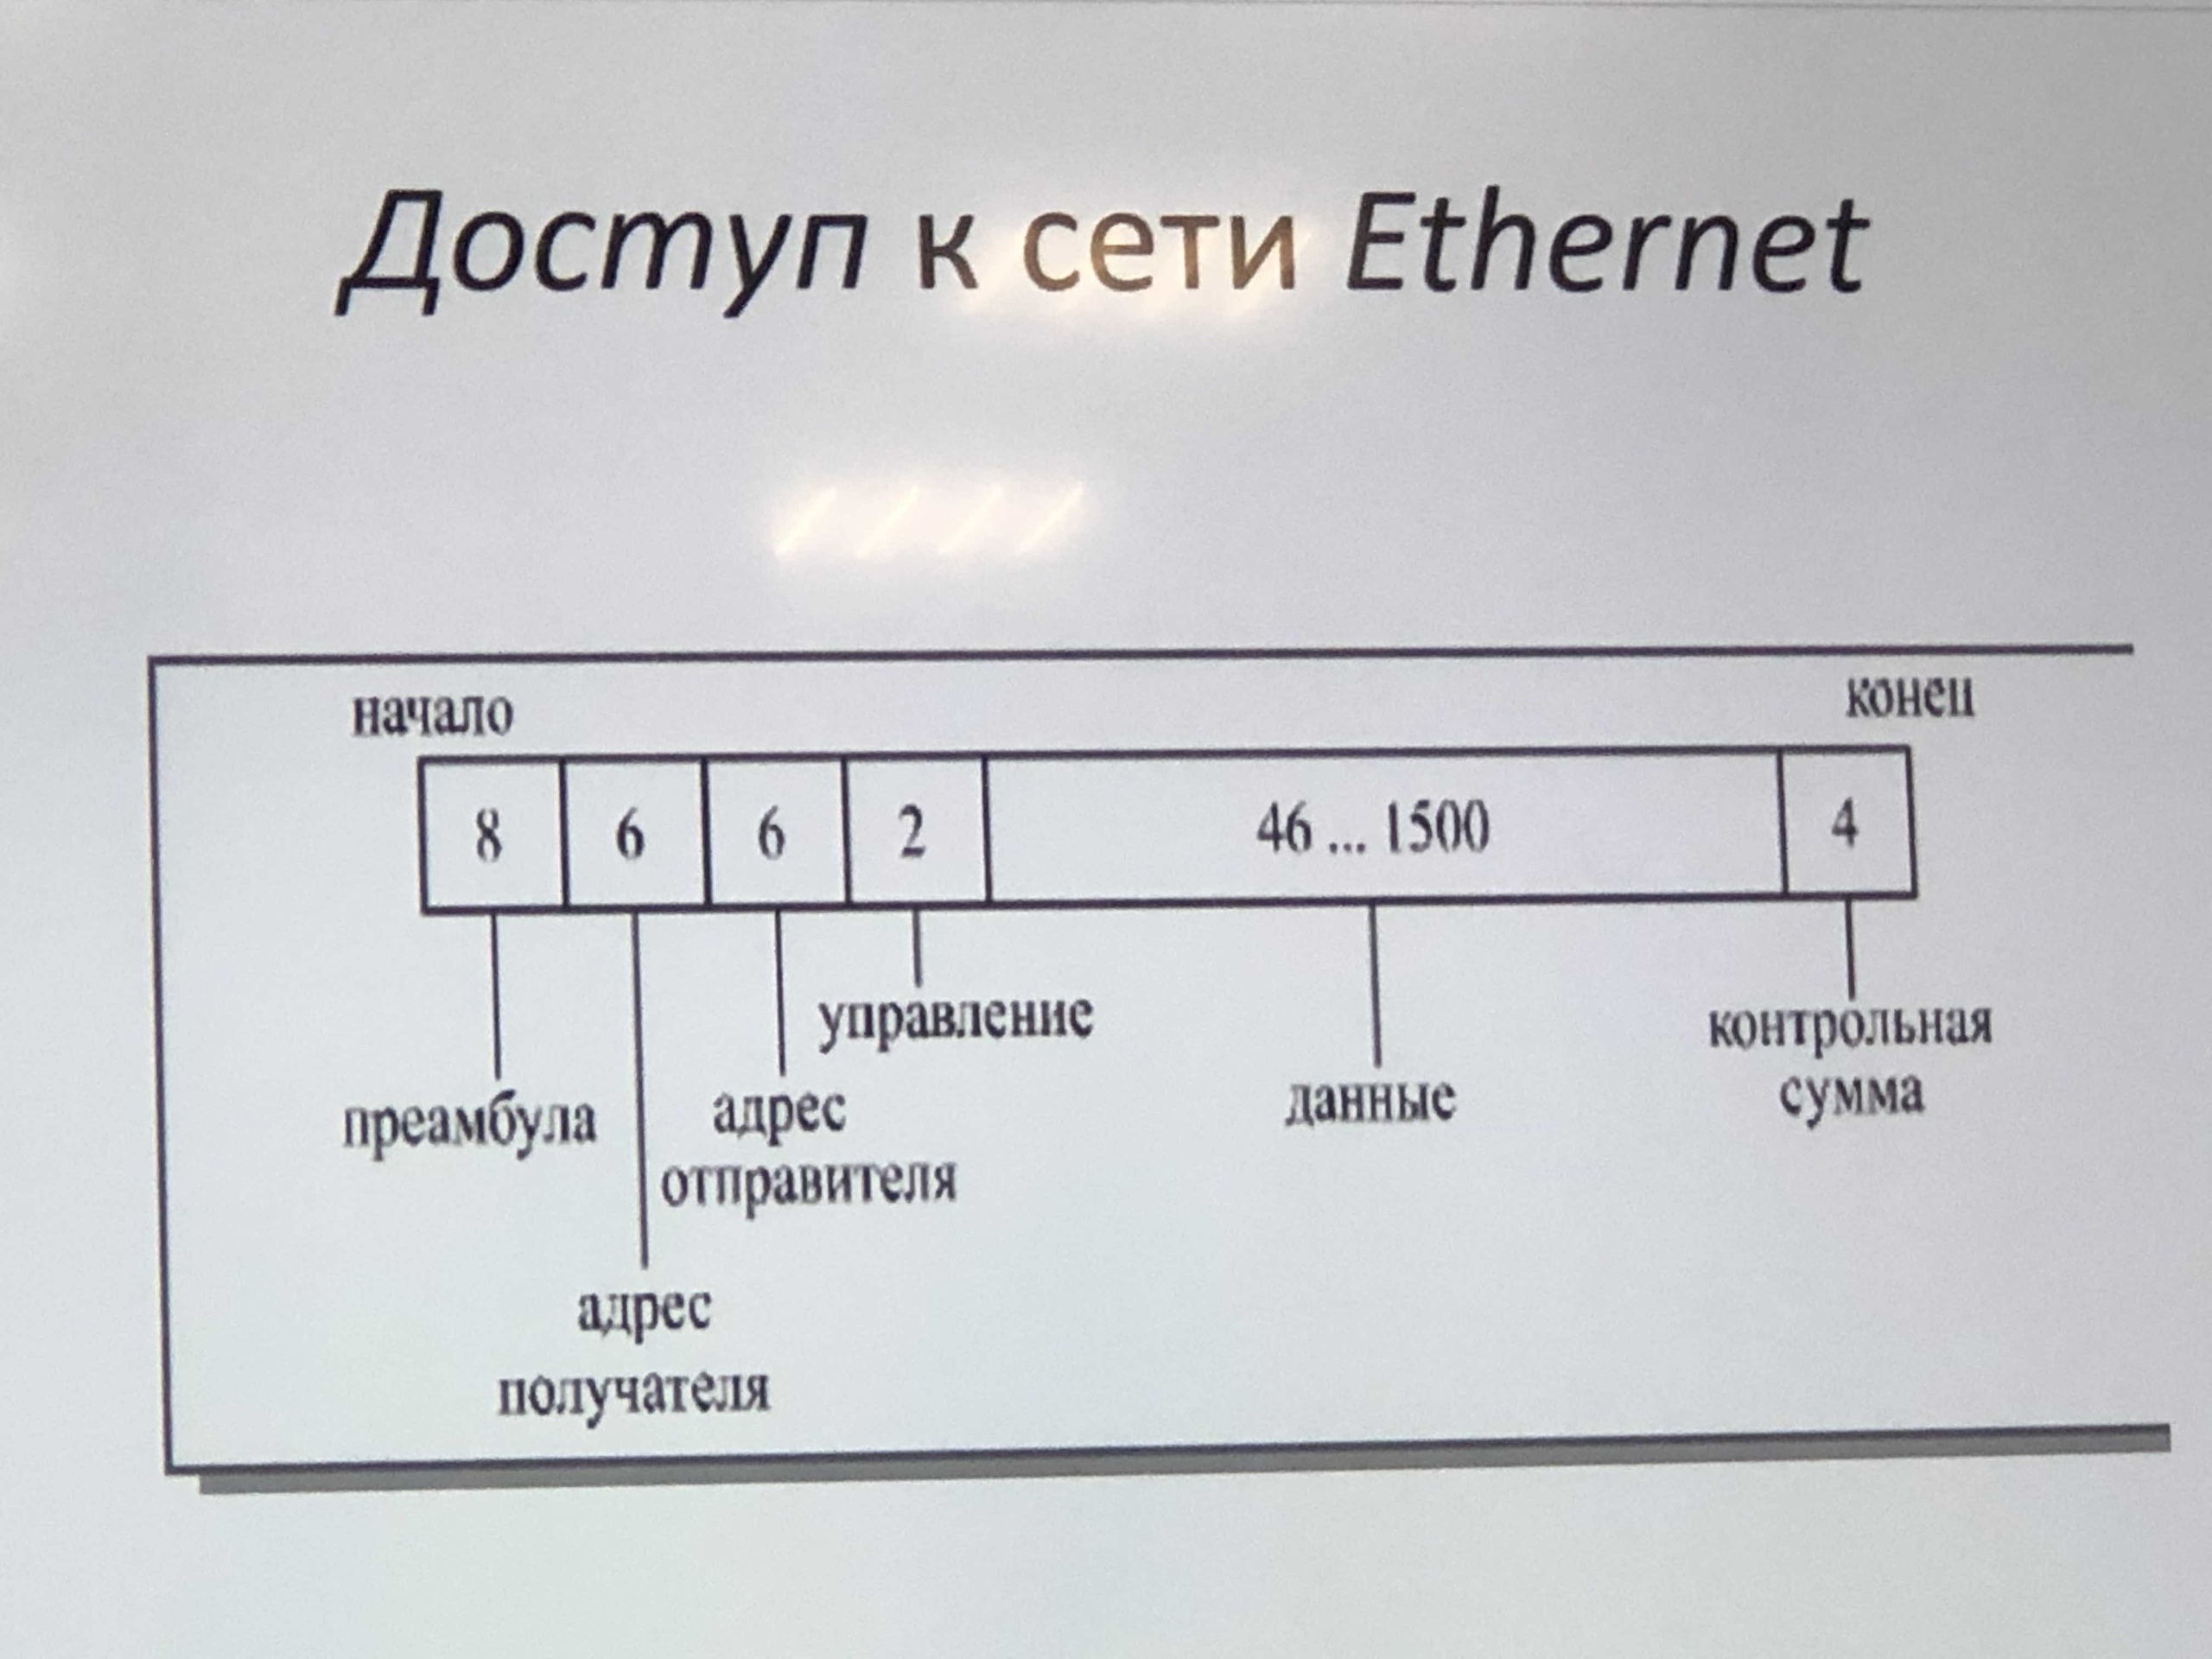 Доступ к сети Ethernet
начало
конец
8
6
6
2
46 ... 1500
4
управление
контрольная
сумма
преамбула
адрес
отправителя
данные
адрес
получателя